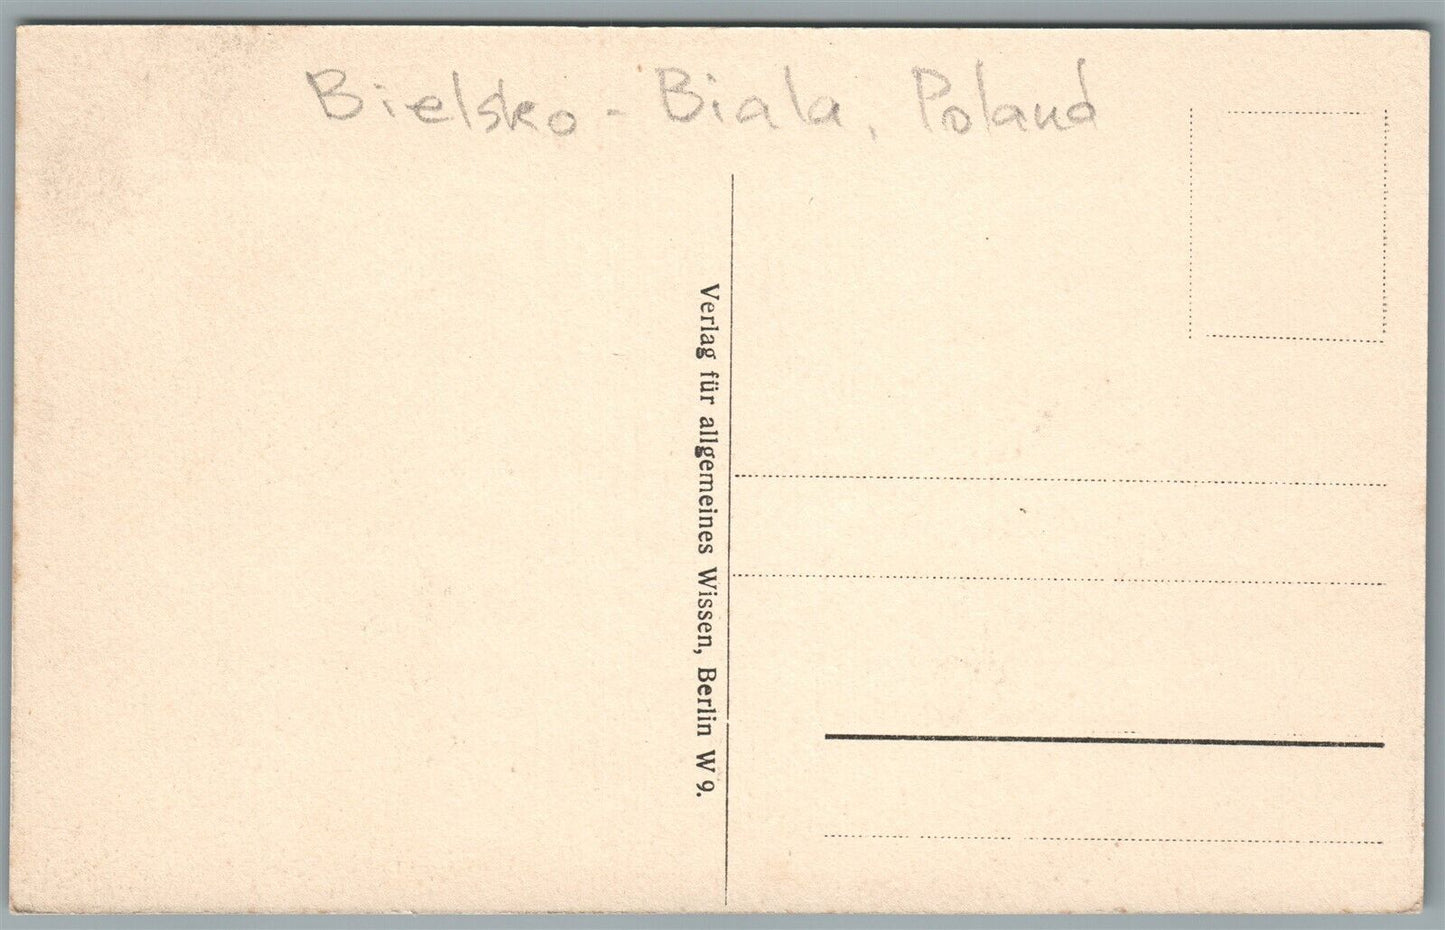 Bielsko - Biala, Poland
Verlag für allgemeines Wissen, Berlin W 9.